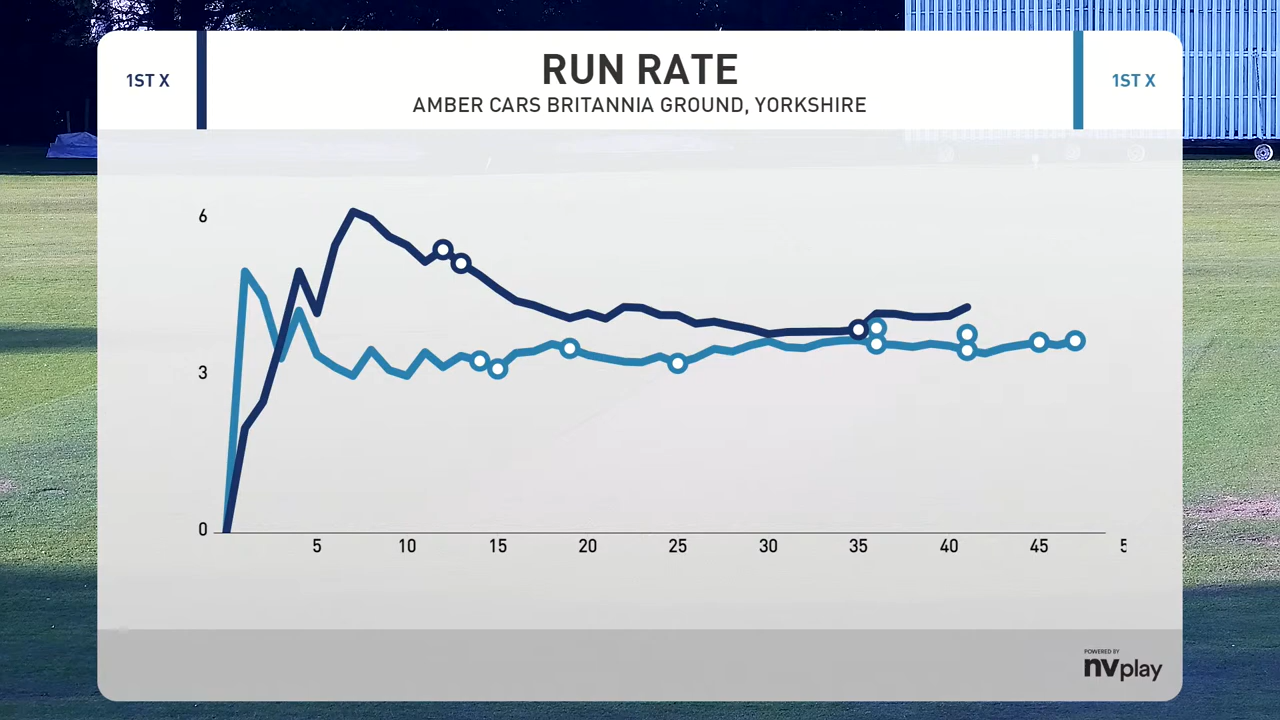 1ST X
RUN RATE
AMBER CARS BRITANNIA GROUND, YORKSHIRE
1ST X
6
3
0
5 10 15 20 25 30 35 40 45
POWERED BY
nvplay